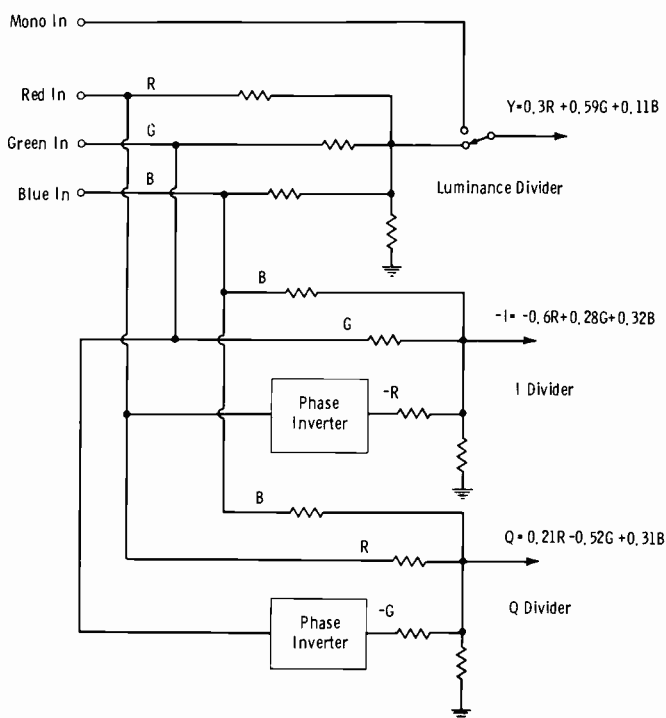 Mono In
Red In
R
Y=0.3R+0.59G+0.11B
Green In
G
Blue In
B
Luminance Divider
B
G
-I= -0.6R+0.28G+0.32B
Phase
Inverter
-R
I Divider
B
R
Q=0.21R-0.52G+0.31B
Phase
Inverter
-G
Q Divider